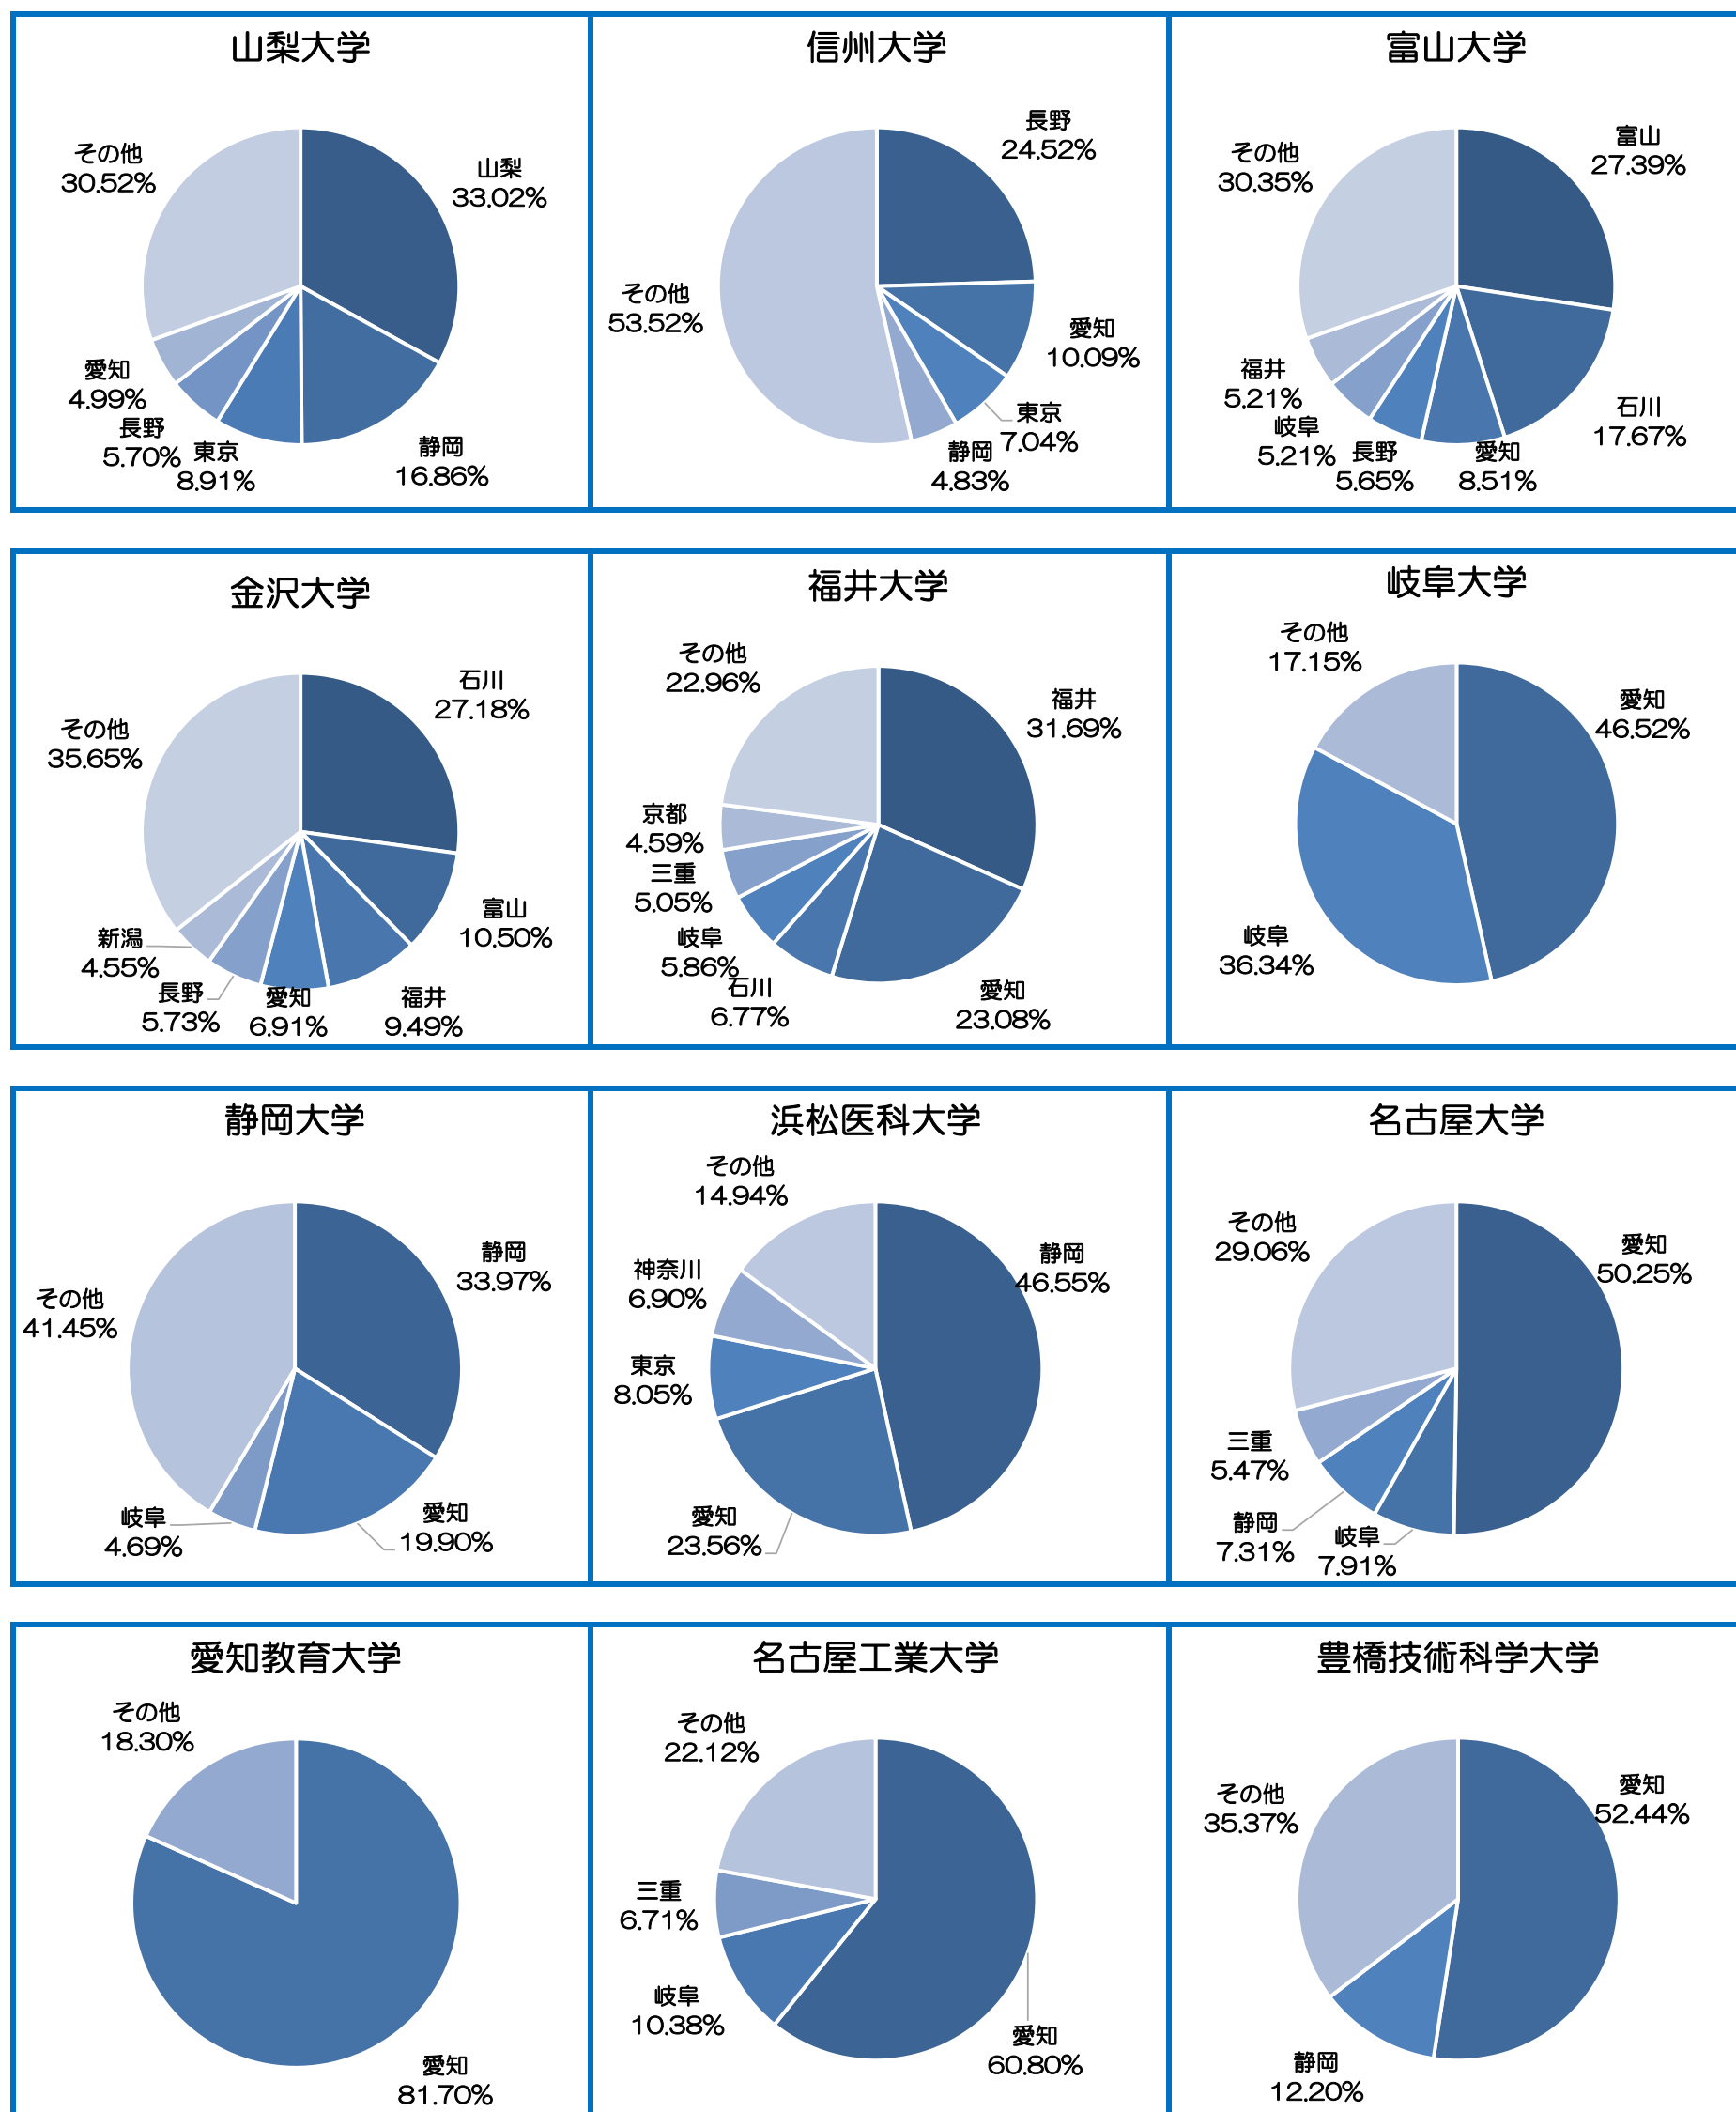 山梨大学
山梨
33.02%
静岡
16.86%
東京
8.91%
長野
5.70%
愛知
4.99%
その他
30.52%
信州大学
長野
24.52%
愛知
10.09%
東京
7.04%
静岡
4.83%
その他
53.52%
富山大学
富山
27.39%
石川
17.67%
愛知
8.51%
長野
5.65%
岐阜
5.21%
福井
5.21%
その他
30.35%
金沢大学
石川
27.18%
富山
10.50%
福井
9.49%
愛知
6.91%
長野
5.73%
新潟
4.55%
その他
35.65%
福井大学
福井
31.69%
愛知
23.08%
石川
6.77%
岐阜
5.86%
三重
5.05%
京都
4.59%
その他
22.96%
岐阜大学
愛知
46.52%
岐阜
36.34%
その他
17.15%
静岡大学
静岡
33.97%
愛知
19.90%
岐阜
4.69%
その他
41.45%
浜松医科大学
静岡
46.55%
愛知
23.56%
東京
8.05%
神奈川
6.90%
その他
14.94%
名古屋大学
愛知
50.25%
岐阜
7.91%
静岡
7.31%
三重
5.47%
その他
29.06%
愛知教育大学
愛知
81.70%
その他
18.30%
名古屋工業大学
愛知
60.80%
岐阜
10.38%
三重
6.71%
その他
22.12%
豊橋技術科学大学
愛知
52.44%
静岡
12.20%
その他
35.37%